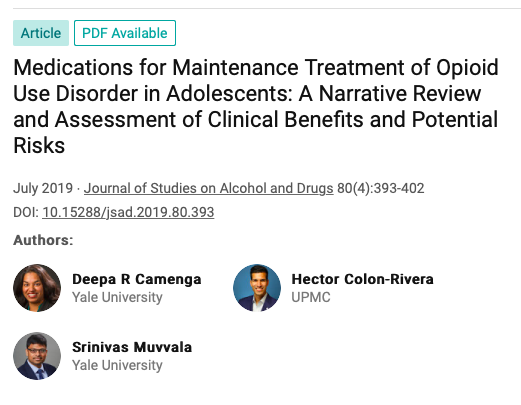 Article PDF Available
Medications for Maintenance Treatment of Opioid
Use Disorder in Adolescents: A Narrative Review
and Assessment of Clinical Benefits and Potential
Risks
July 2019 · Journal of Studies on Alcohol and Drugs 80(4):393-402
DOI: 10.15288/jsad.2019.80.393
Authors:
Deepa R Camenga
Yale University
Hector Colon-Rivera
UPMC
Srinivas Muvvala
Yale University